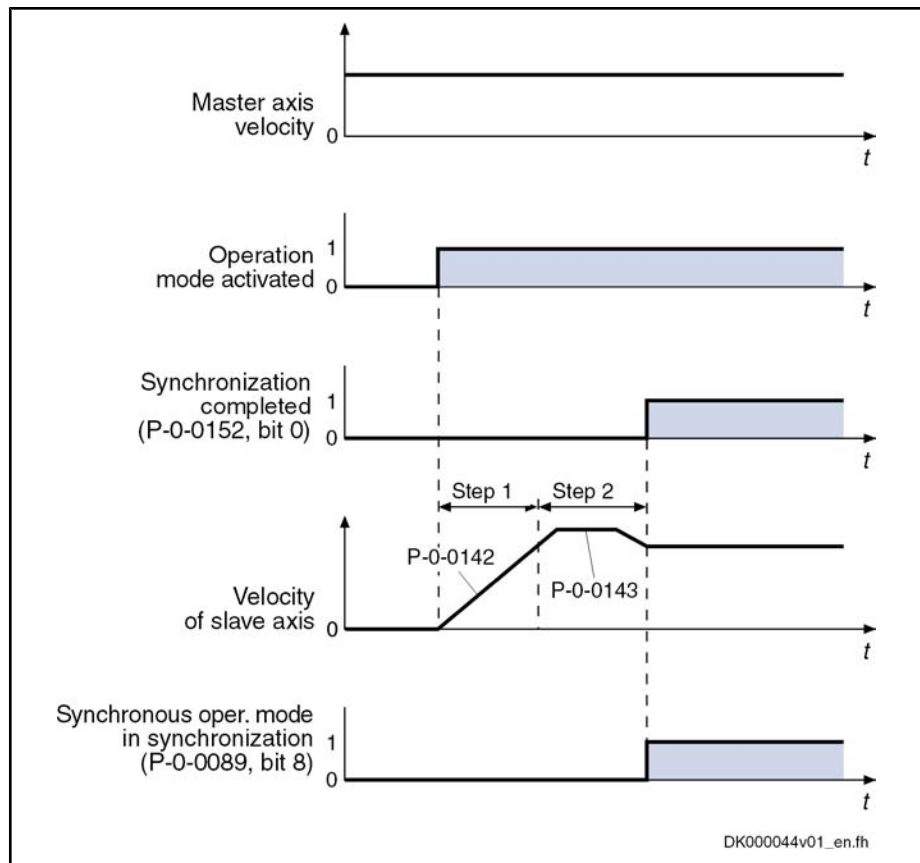 Master axis
velocity
0
t
Operation
mode activated
1
0
t
Synchronization
completed
(P-0-0152, bit 0)
1
0
t
Step 1
Step 2
P-0-0142
P-0-0143
Velocity
of slave axis
0
t
Synchronous oper. mode
in synchronization
(P-0-0089, bit 8)
1
0
t
DK000044v01_en.fh